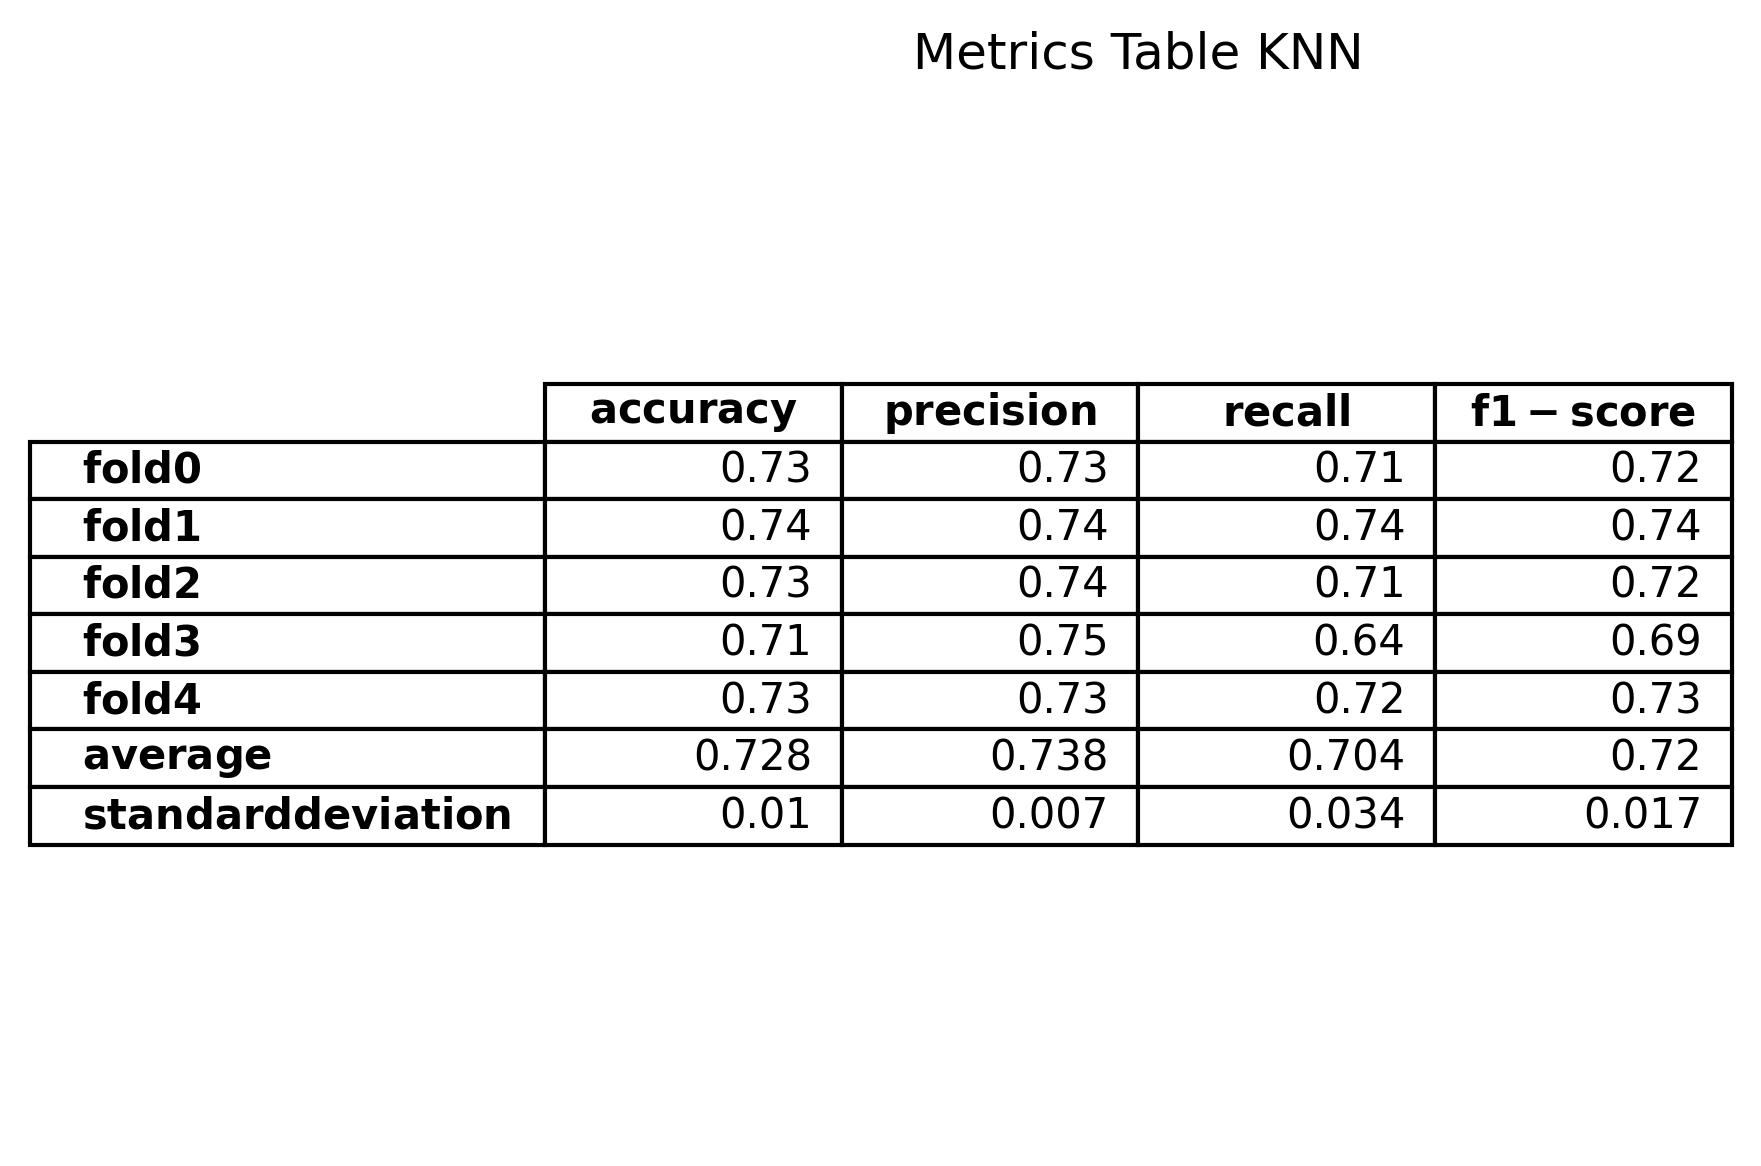 Metrics Table KNN
accuracy precision recall f1 − score
fold0 0.73 0.73 0.71 0.72
fold1 0.74 0.74 0.74 0.74
fold2 0.73 0.74 0.71 0.72
fold3 0.71 0.75 0.64 0.69
fold4 0.73 0.73 0.72 0.73
average 0.728 0.738 0.704 0.72
standarddeviation 0.01 0.007 0.034 0.017